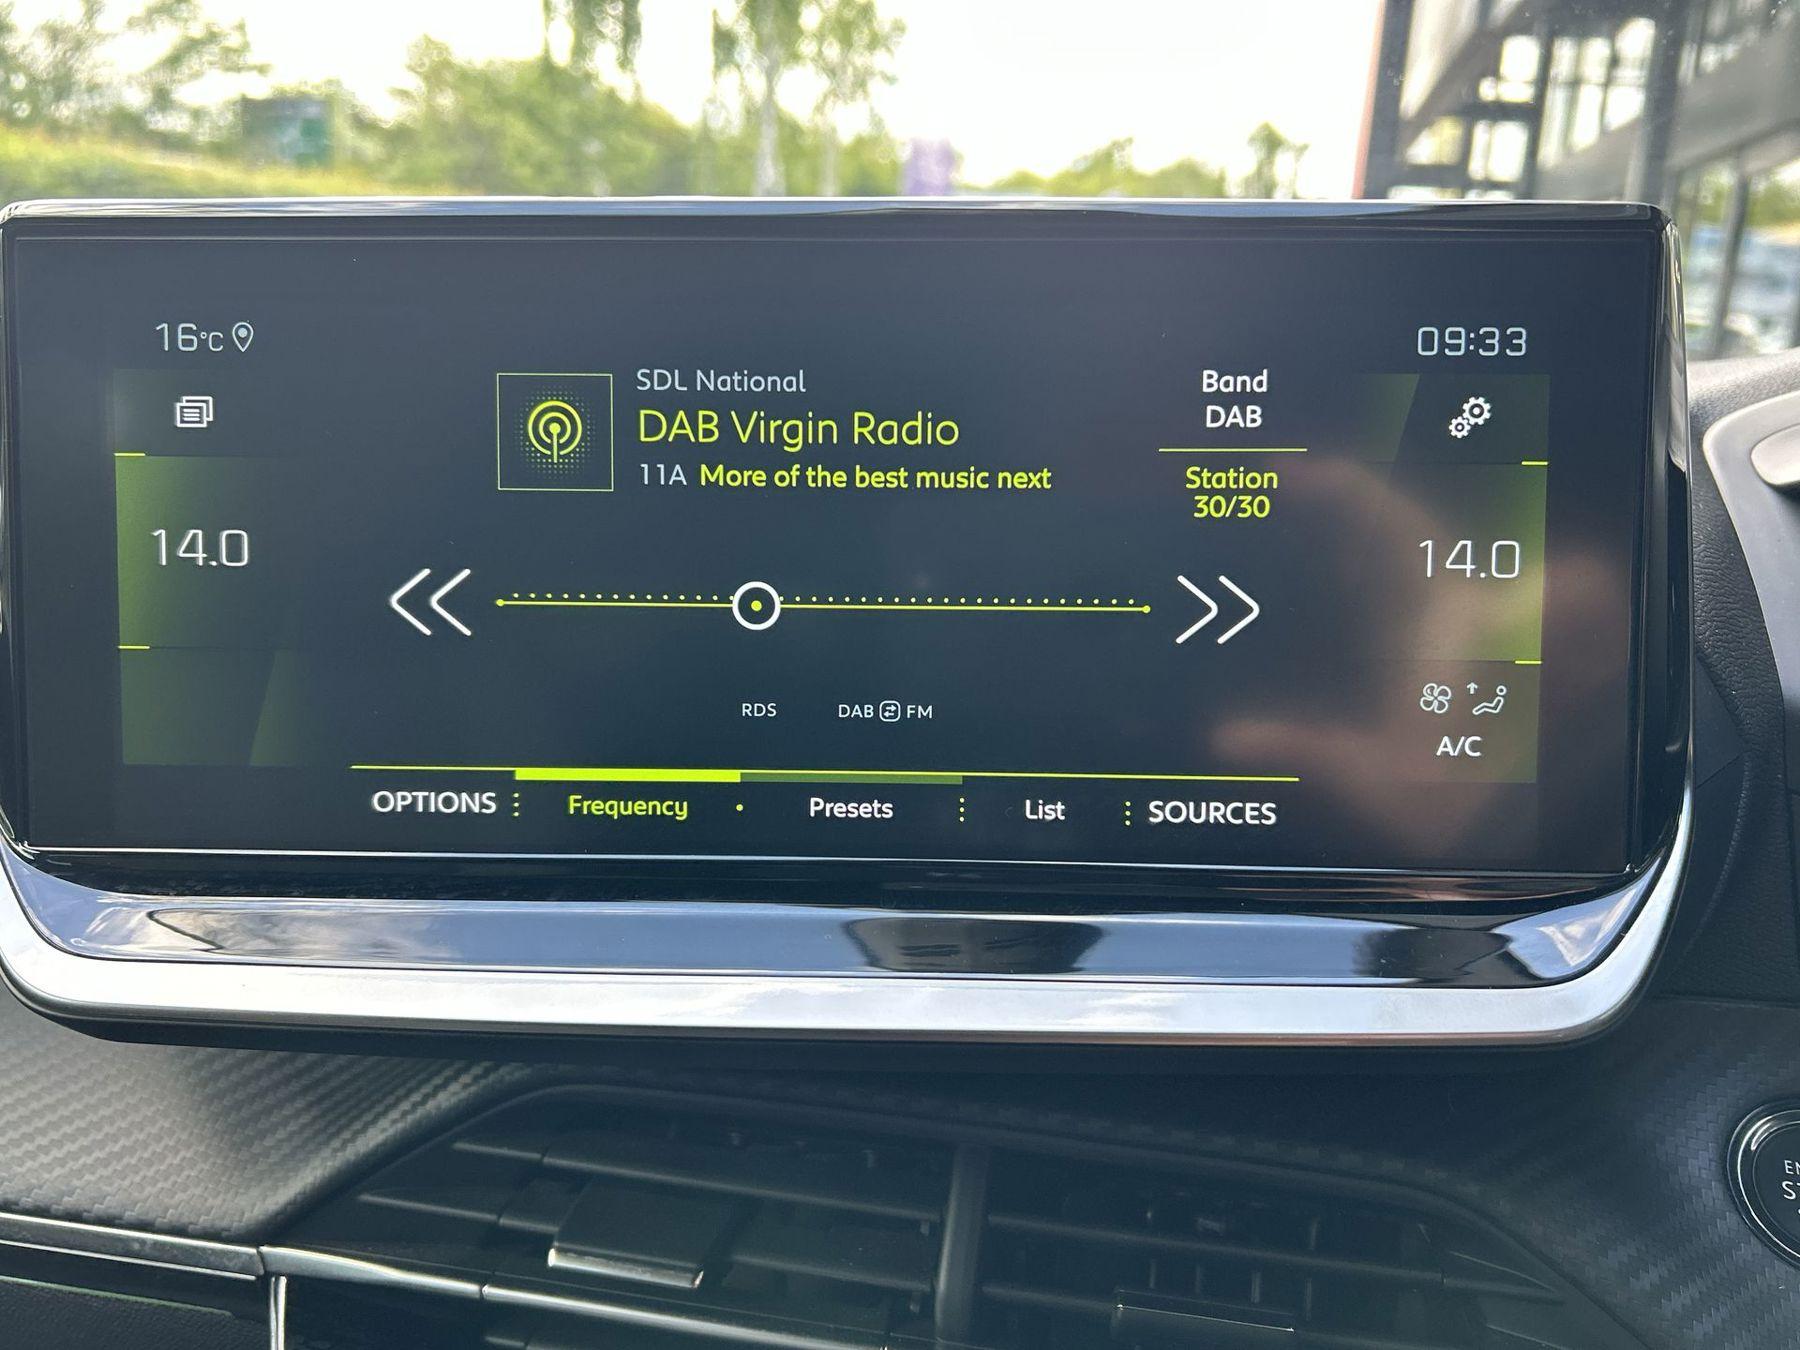 16°C
09:33
SDL National
DAB Virgin Radio
11A More of the best music next
Band
DAB
Station
30/30
14.0
14.0
RDS
DAB FM
A/C
OPTIONS Frequency Presets List SOURCES